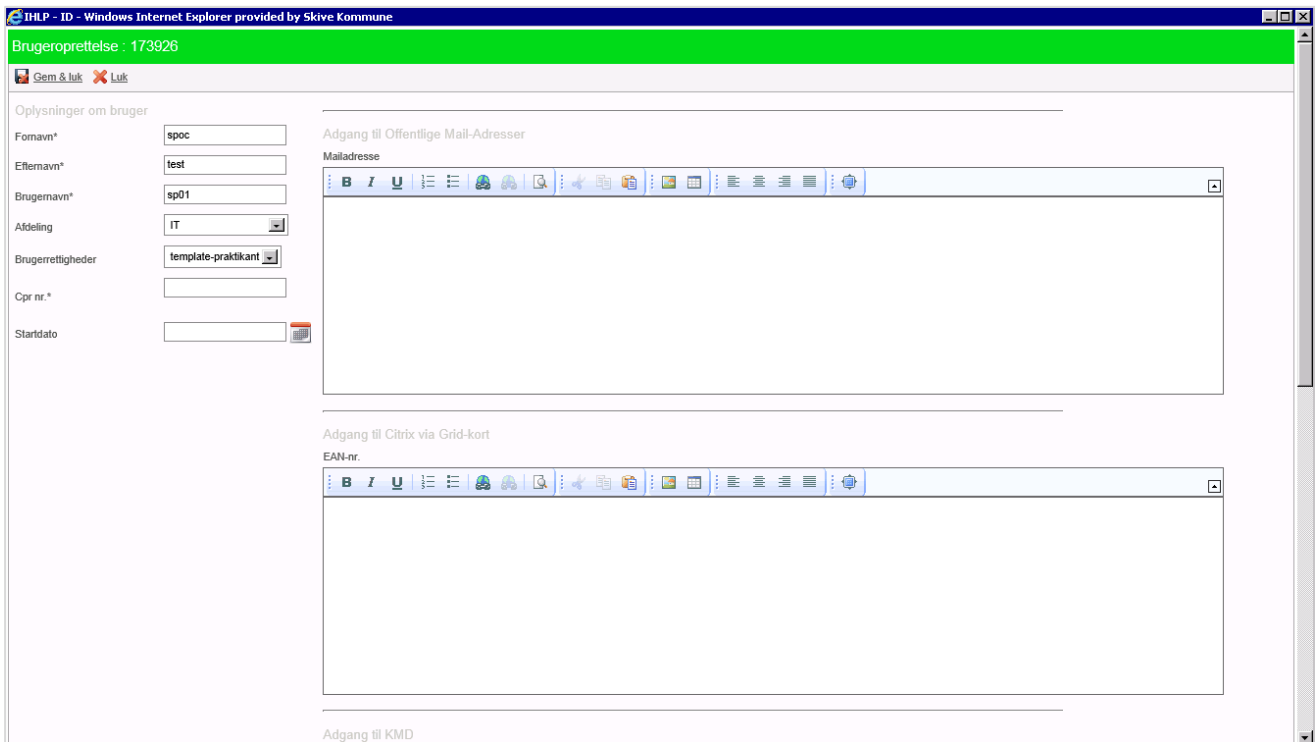 IHLP - ID - Windows Internet Explorer provided by Skive Kommune
Brugeroprettelse : 173926
Gem & luk Luk
Oplysninger om bruger
Fornavn* spoc
Efternavn* test
Brugernavn* sp01
Afdeling IT
Brugerrettigheder template-praktikant
Cpr nr.*
Startdato
Adgang til Offentlige Mail-Adresser
Mailadresse
B I U
Adgang til Citrix via Grid-kort
EAN-nr.
B I U
Adgang til KMD